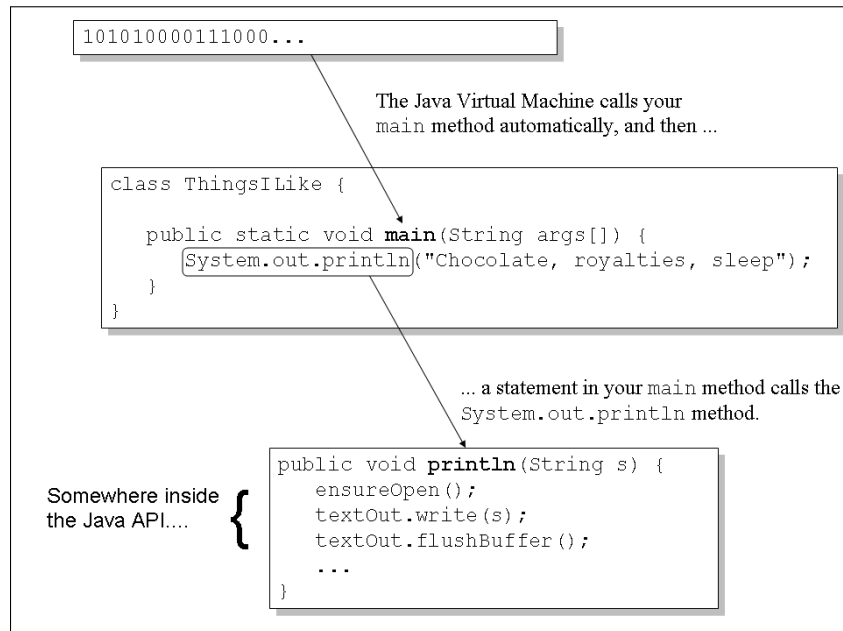 101010000111000...
The Java Virtual Machine calls your
main method automatically, and then ...
class ThingsILike {
public static void main(String args[]) {
System.out.println("Chocolate, royalties, sleep");
}
}
... a statement in your main method calls the
System.out.println method.
Somewhere inside
the Java API.... {
public void println(String s) {
ensureOpen();
textOut.write(s);
textOut.flushBuffer();
...
}